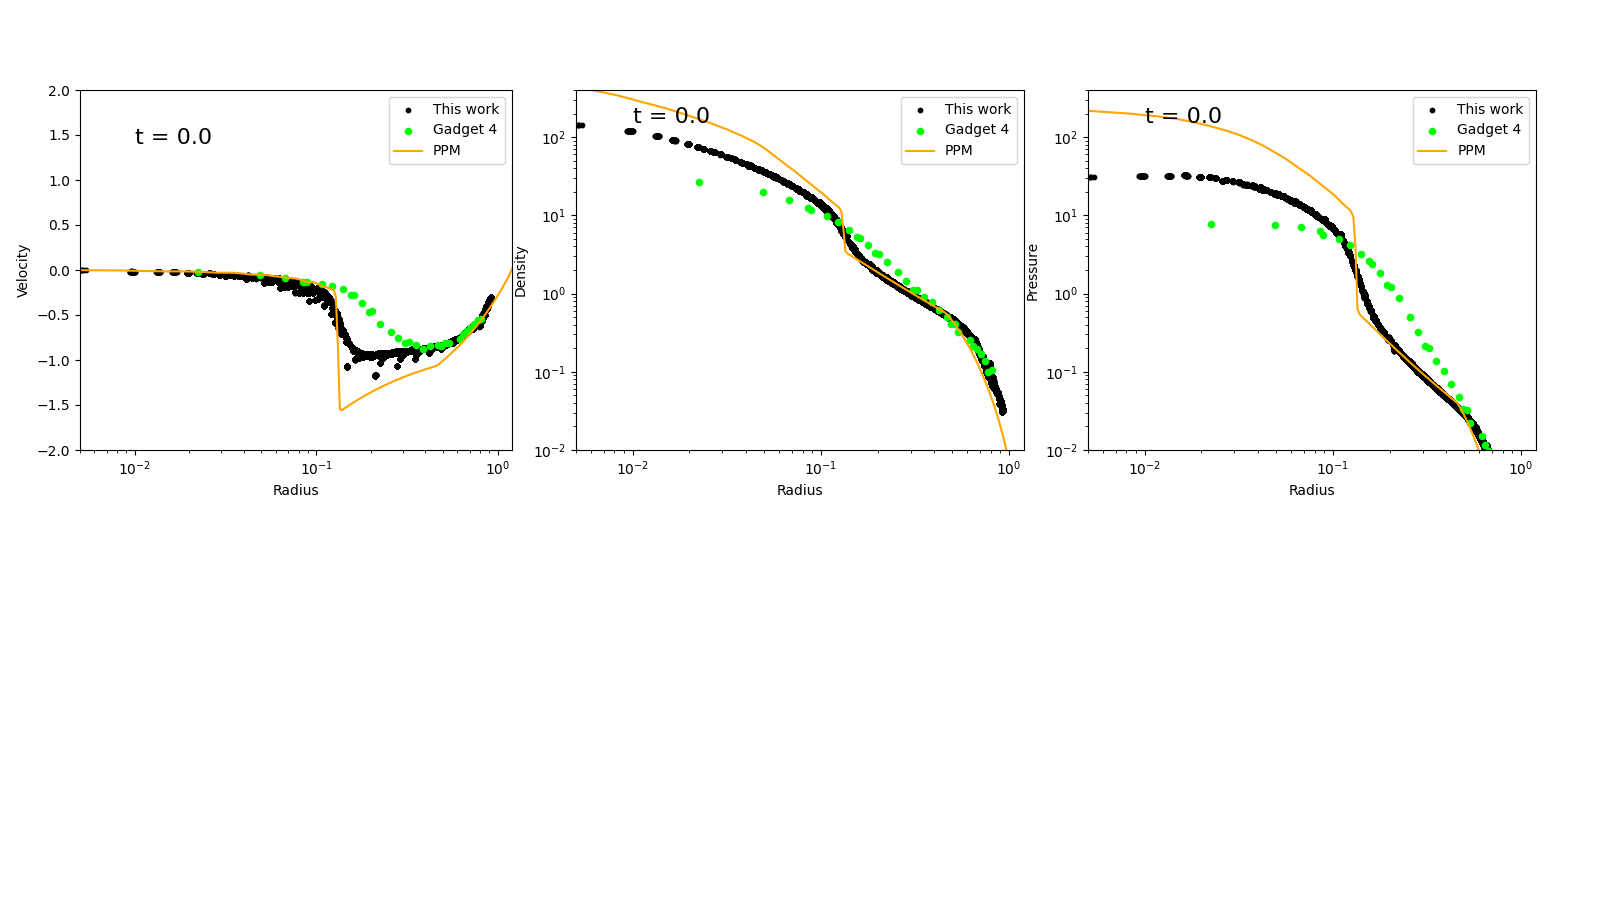 t = 0.0
This work
Gadget 4
PPM
Velocity
2.0
1.5
1.0
0.5
0.0
−0.5
−1.0
−1.5
−2.0
10⁻²
10⁻¹
10⁰
Radius
t = 0.0
This work
Gadget 4
PPM
Density
10²
10¹
10⁰
10⁻¹
10⁻²
10⁻²
10⁻¹
10⁰
Radius
t = 0.0
This work
Gadget 4
PPM
Pressure
10²
10¹
10⁰
10⁻¹
10⁻²
10⁻²
10⁻¹
10⁰
Radius